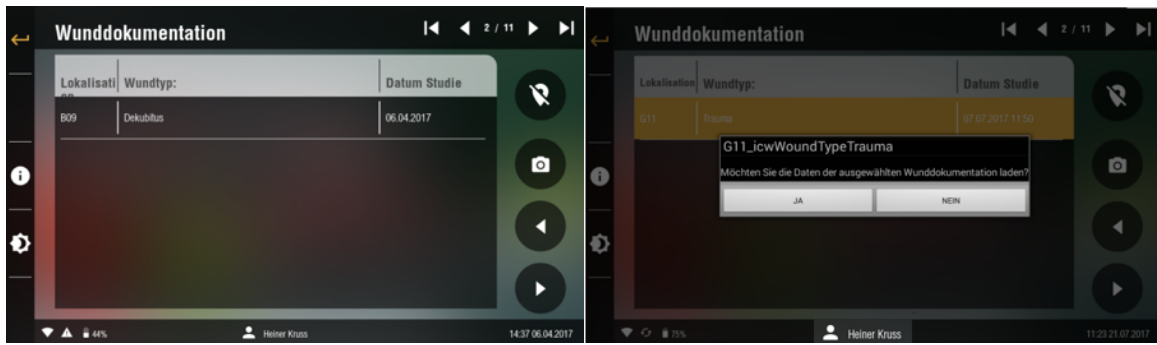 Wunddokumentation
2 / 11
Lokalisati
on
Wundtyp:
Datum Studie
B09
Dekubitus
06.04.2017
44%
Heiner Kruss
14:37 06.04.2017
Wunddokumentation
2 / 11
Lokalisation
Wundtyp:
Datum Studie
G11
Trauma
07.07.2017 11:50
G11_icwWoundTypeTrauma
Möchten Sie die Daten der ausgewählten Wunddokumentation laden?
JA
NEIN
75%
Heiner Kruss
11:23 21.07.2017